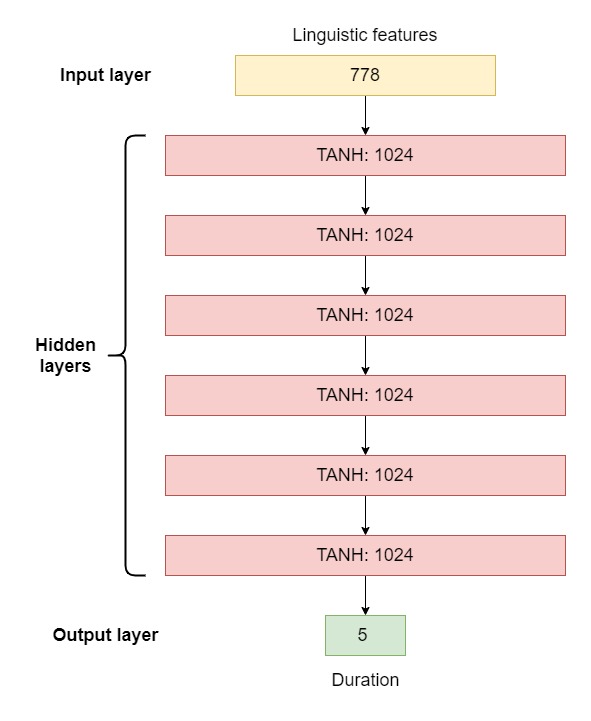 Linguistic features
Input layer
778
TANH: 1024
TANH: 1024
TANH: 1024
Hidden
layers
TANH: 1024
TANH: 1024
TANH: 1024
Output layer
5
Duration